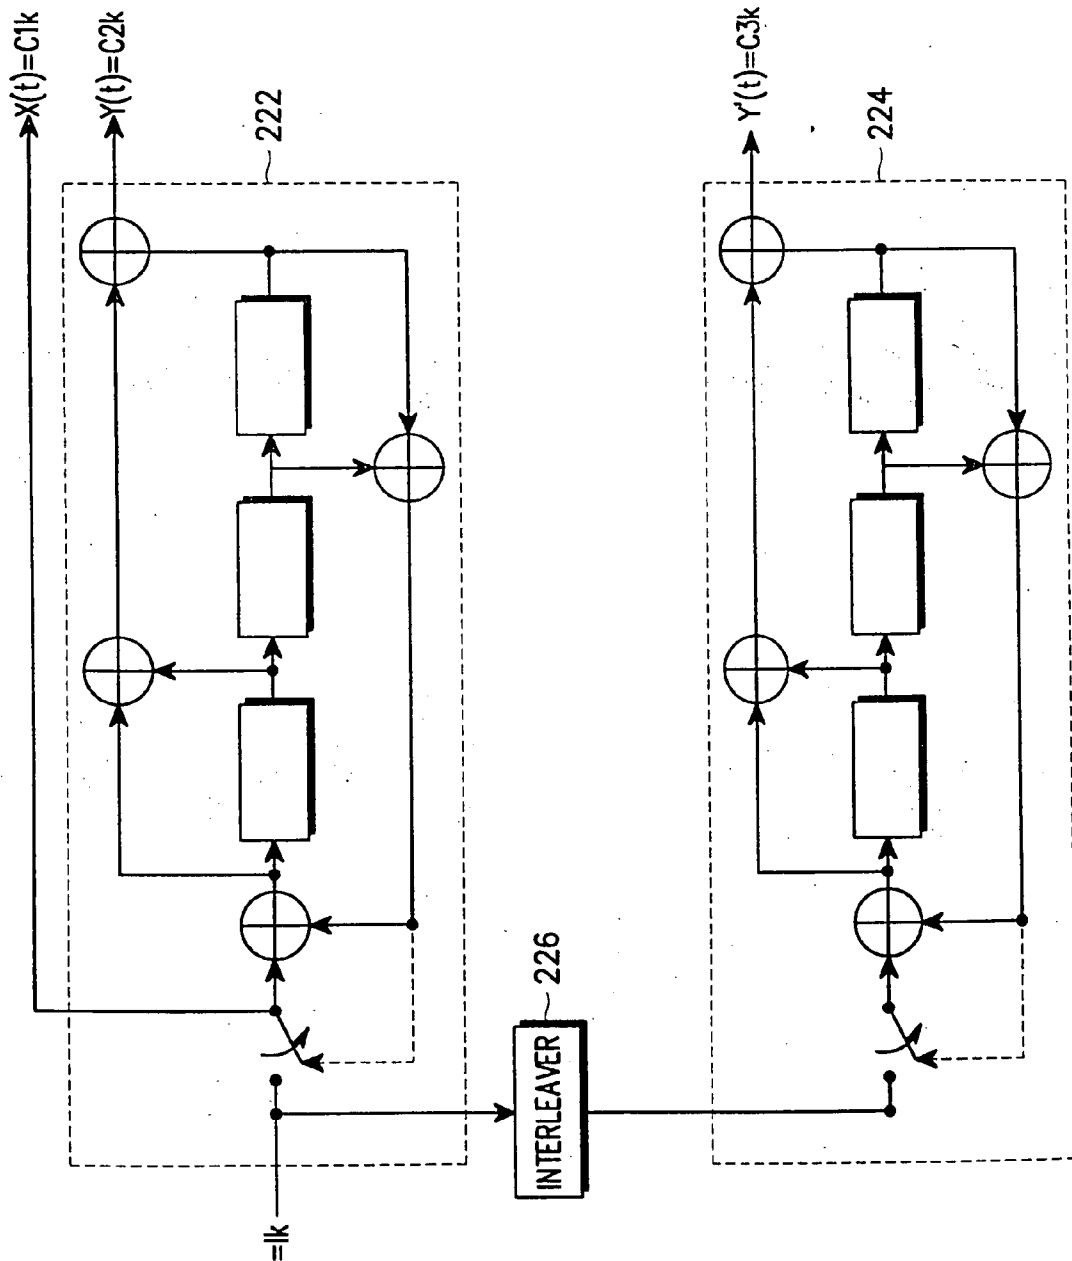 X(t)=C1k
Y(t)=C2k
222
=Ik
226
INTERLEAVER
Y'(t)=C3k
224